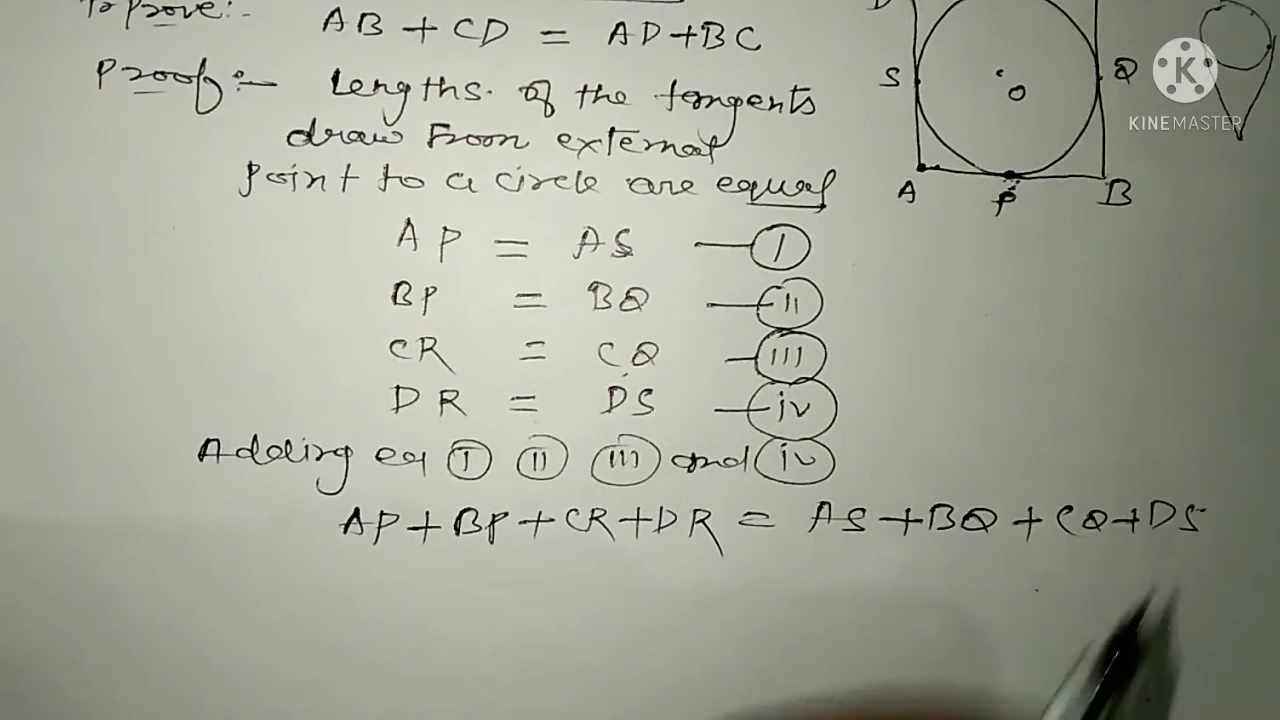 To prove:-
AB + CD = AD+BC
Proof:- Lengths. of the tangents
draw From external
point to a circle are equal
AP = AS — I
BP = BQ — II
CR = CQ — III
DR = DS — iv
Adding eq I II III and iv
AP+BP+CR+DR = AS+BQ+CQ+DS
D
S
O
Q
A
P
B
K
KINEMASTER